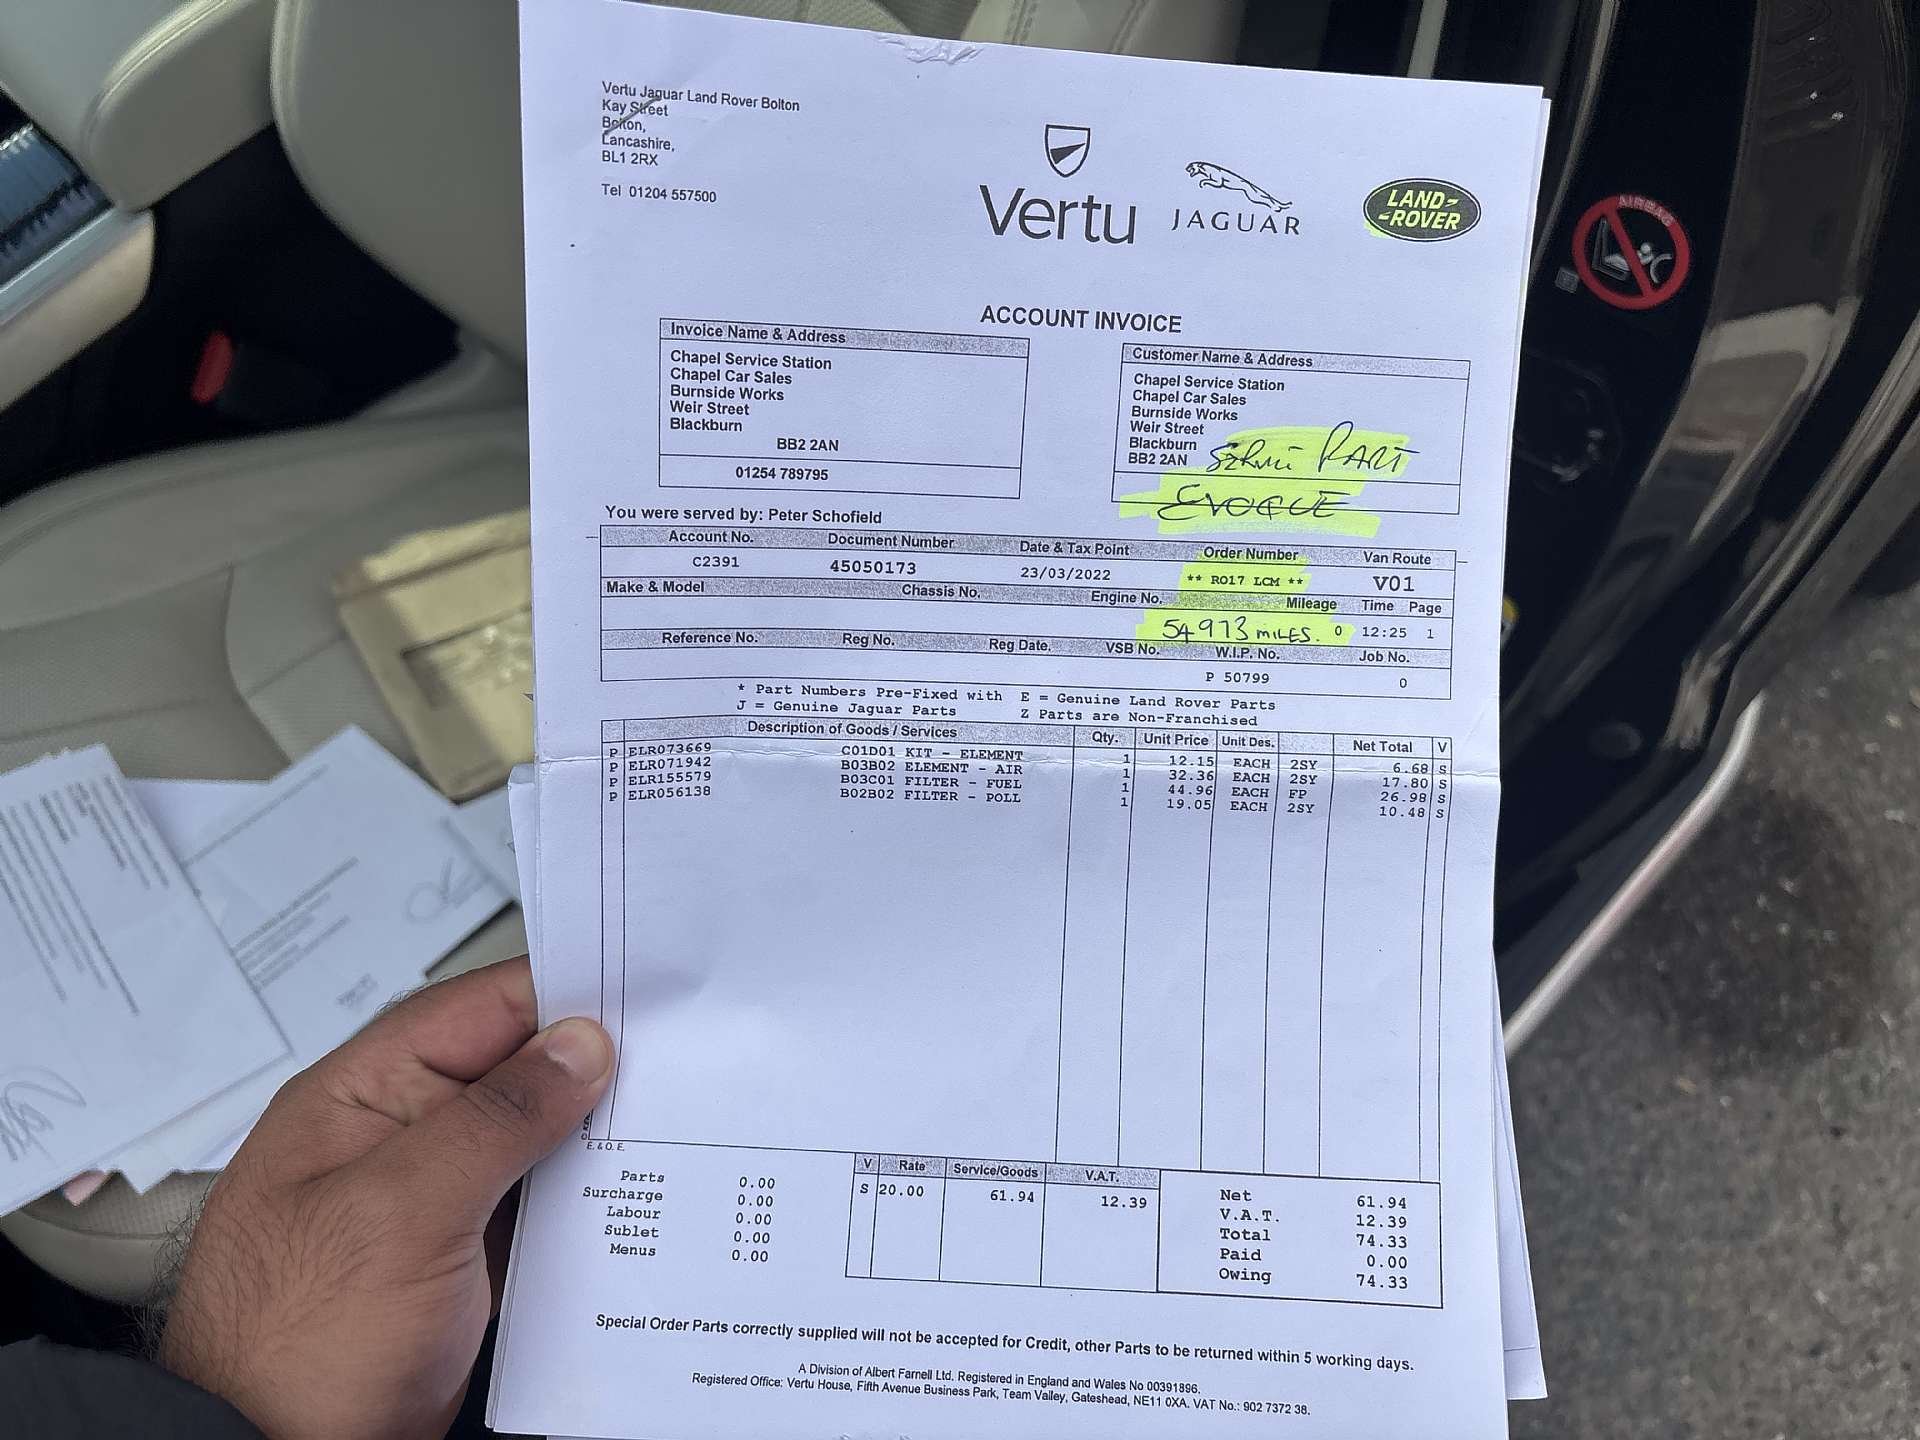 Vertu Jaguar Land Rover Bolton
Kay Street
Bolton,
Lancashire,
BL1 2RX
Tel 01204 557500
Vertu
JAGUAR
LAND-
-ROVER
AIRBAG
ACCOUNT INVOICE
Invoice Name & Address
Chapel Service Station
Chapel Car Sales
Burnside Works
Weir Street
Blackburn
BB2 2AN
01254 789795
Customer Name & Address
Chapel Service Station
Chapel Car Sales
Burnside Works
Weir Street
Blackburn
BB2 2AN
PART
EVOQUE
You were served by: Peter Schofield
Account No. Document Number Date & Tax Point Order Number Van Route
C2391 45050173 23/03/2022 ** RO17 LCM ** V01
Make & Model Chassis No. Engine No. Mileage Time Page
54973 MILES. 0 12:25 1
Reference No. Reg No. Reg Date. VSB No. W.I.P. No. Job No.
P 50799 0
* Part Numbers Pre-Fixed with E = Genuine Land Rover Parts
J = Genuine Jaguar Parts Z Parts are Non-Franchised
Description of Goods / Services Qty. Unit Price Unit Des. Net Total V
P ELR073669 C01D01 KIT - ELEMENT 1 12.15 EACH 2SY 6.68 S
P ELR071942 B03B02 ELEMENT - AIR 1 32.36 EACH 2SY 17.80 S
P ELR155579 B03C01 FILTER - FUEL 1 44.96 EACH FP 26.98 S
P ELR056138 B02B02 FILTER - POLL 1 19.05 EACH 2SY 10.48 S
E. & O. E.
Parts 0.00
Surcharge 0.00
Labour 0.00
Sublet 0.00
Menus 0.00
V Rate Service/Goods V.A.T.
S 20.00 61.94 12.39
Net 61.94
V.A.T. 12.39
Total 74.33
Paid 0.00
Owing 74.33
Special Order Parts correctly supplied will not be accepted for Credit, other Parts to be returned within 5 working days.
A Division of Albert Farnell Ltd. Registered in England and Wales No 00391896.
Registered Office: Vertu House, Fifth Avenue Business Park, Team Valley, Gateshead, NE11 0XA. VAT No.: 902 7372 38.